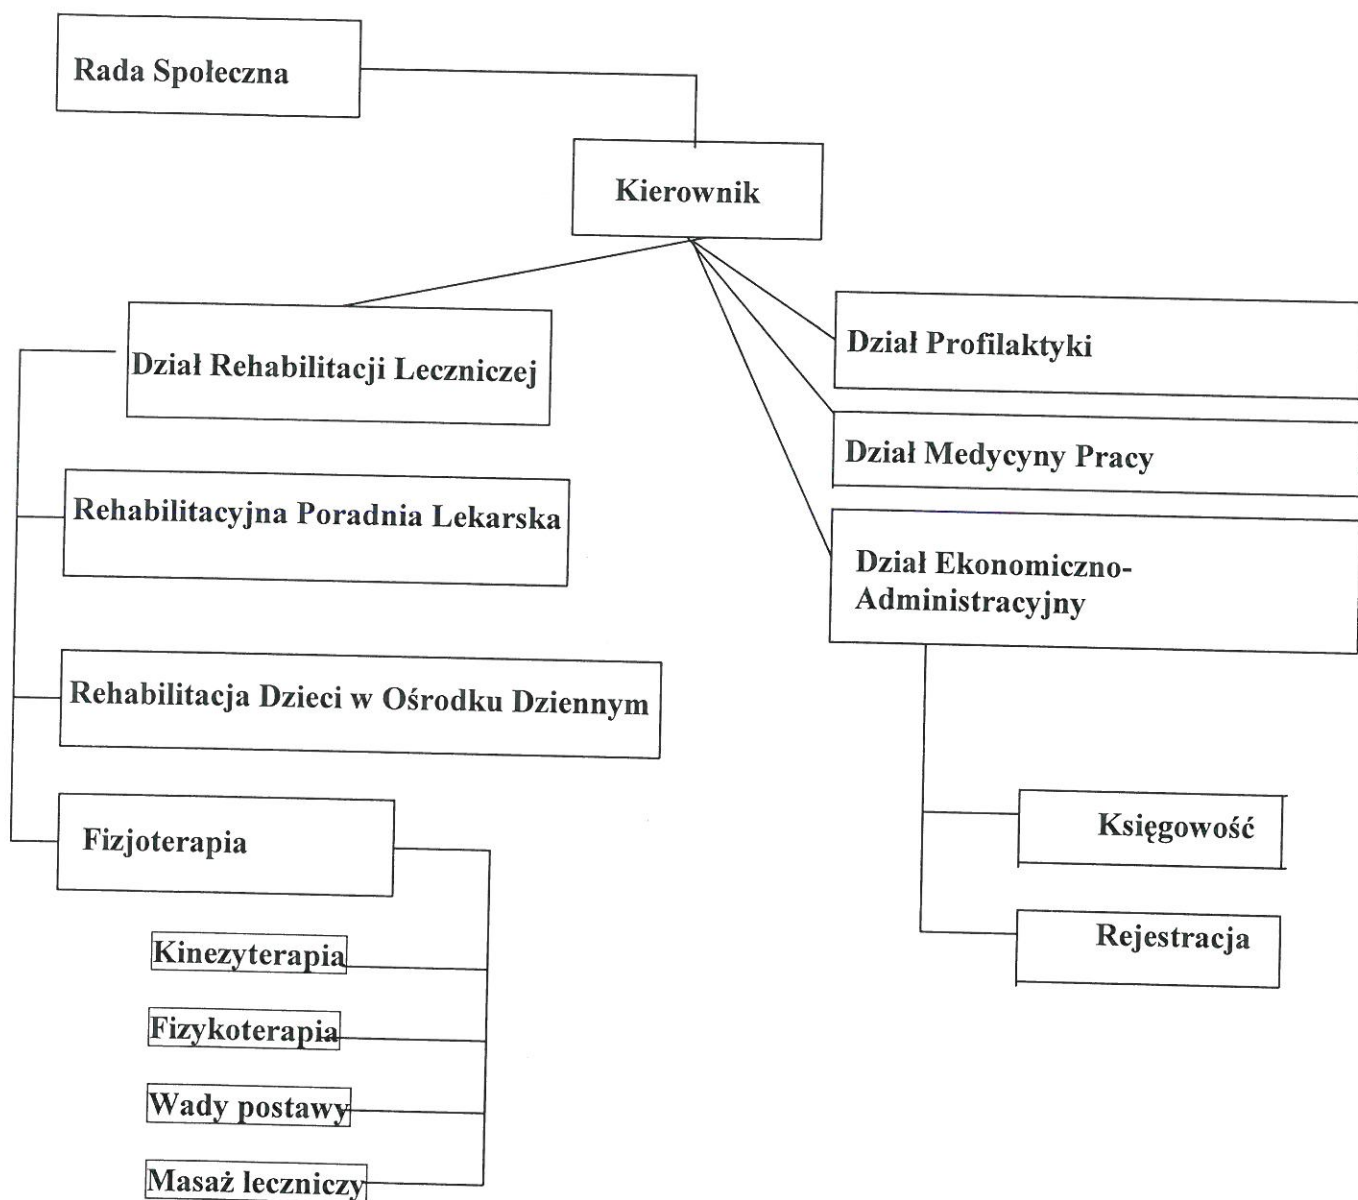 Rada Społeczna
Kierownik
Dział Rehabilitacji Leczniczej
Rehabilitacyjna Poradnia Lekarska
Rehabilitacja Dzieci w Ośrodku Dziennym
Fizjoterapia
Kinezyterapia
Fizykoterapia
Wady postawy
Masaż leczniczy
Dział Profilaktyki
Dział Medycyny Pracy
Dział Ekonomiczno-
Administracyjny
Księgowość
Rejestracja